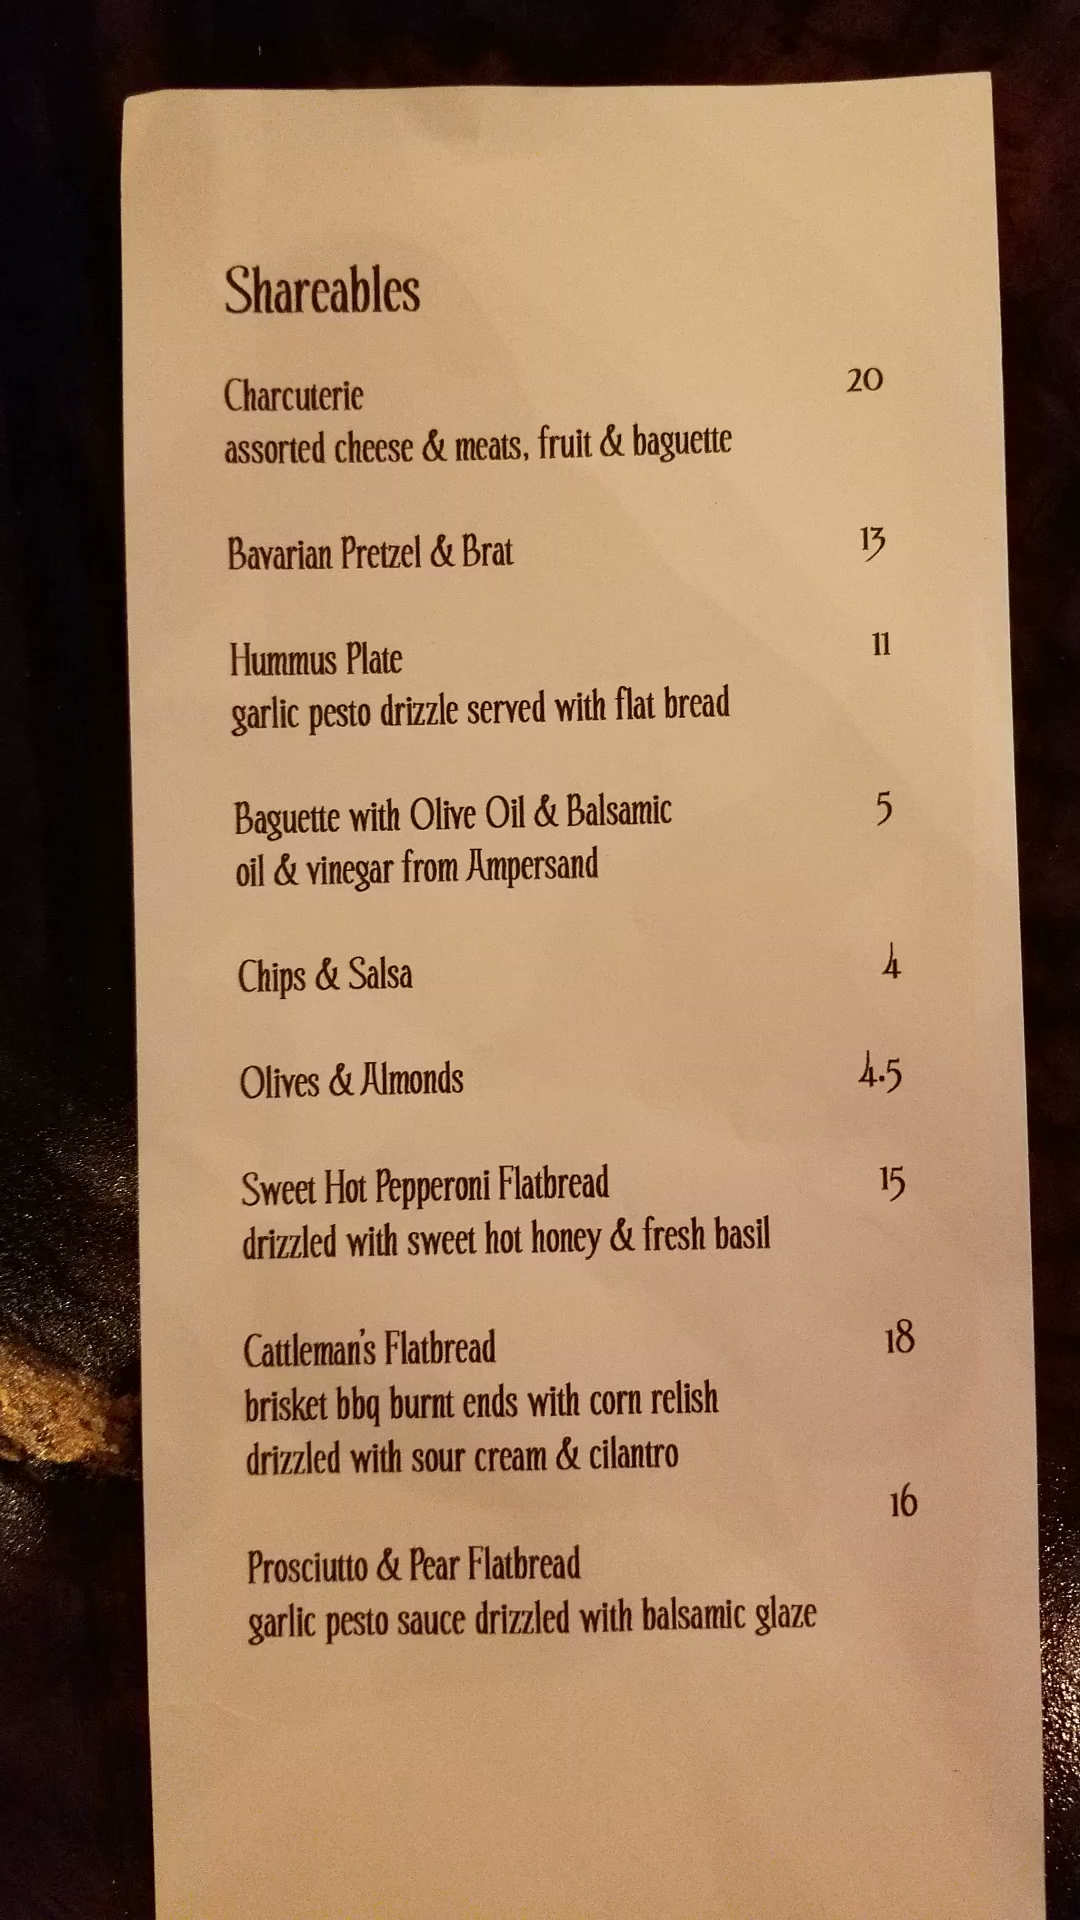 Shareables
Charcuterie 20
assorted cheese & meats, fruit & baguette
Bavarian Pretzel & Brat 13
Hummus Plate 11
garlic pesto drizzle served with flat bread
Baguette with Olive Oil & Balsamic 5
oil & vinegar from Ampersand
Chips & Salsa 4
Olives & Almonds 4.5
Sweet Hot Pepperoni Flatbread 15
drizzled with sweet hot honey & fresh basil
Cattleman's Flatbread 18
brisket bbq burnt ends with corn relish
drizzled with sour cream & cilantro
16
Prosciutto & Pear Flatbread
garlic pesto sauce drizzled with balsamic glaze